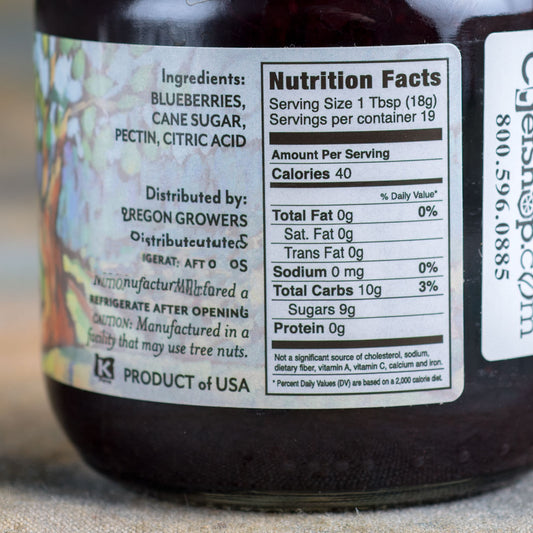 Ingredients:
BLUEBERRIES,
CANE SUGAR,
PECTIN, CITRIC ACID
Distributed by:
OREGON GROWERS
REFRIGERATE AFTER OPENING
CAUTION: Manufactured in a
facility that may use tree nuts.
K
PRODUCT of USA
Nutrition Facts
Serving Size 1 Tbsp (18g)
Servings per container 19
Amount Per Serving
Calories 40
% Daily Value*
Total Fat 0g 0%
Sat. Fat 0g
Trans Fat 0g
Sodium 0 mg 0%
Total Carbs 10g 3%
Sugars 9g
Protein 0g
Not a significant source of cholesterol, sodium,
dietary fiber, vitamin A, vitamin C, calcium and iron.
* Percent Daily Values (DV) are based on a 2,000 calorie diet.
.com
800.596.0885